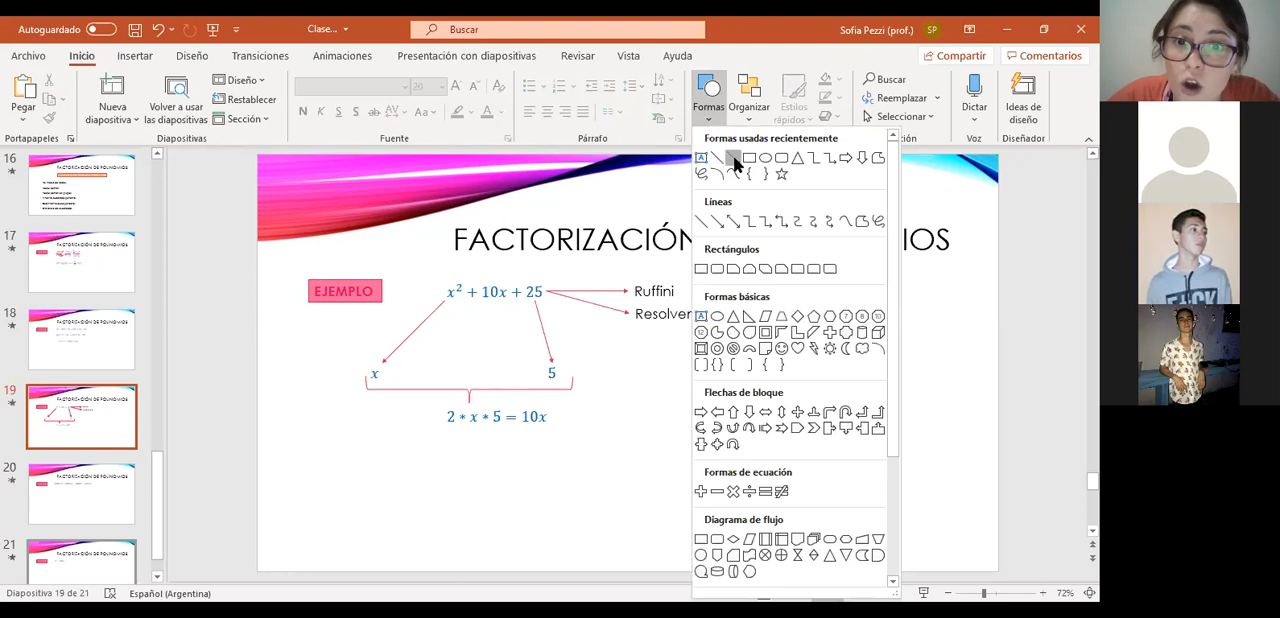 Autoguardado
Clase...
Buscar
Sofia Pezzi (prof.)
SP
Archivo Inicio Insertar Diseño Transiciones Animaciones Presentación con diapositivas Revisar Vista Ayuda
Compartir Comentarios
Pegar
Portapapeles
Nueva
diapositiva
Volver a usar
las diapositivas
Diseño
Restablecer
Sección
Diapositivas
20
N K S S ab AV Aa A
Fuente
Párrafo
Formas
Organizar
Estilos
rápidos
Buscar
Reemplazar
Seleccionar
Dictar
Voz
Ideas de
diseño
Diseñador
Formas usadas recientemente
Líneas
Rectángulos
Formas básicas
Flechas de bloque
Formas de ecuación
Diagrama de flujo
16
17
18
19
20
21
FACTORIZACIÓN
IOS
EJEMPLO
x² + 10x + 25
Ruffini
Resolver
x
5
2 * x * 5 = 10x
Diapositiva 19 de 21
Español (Argentina)
72%